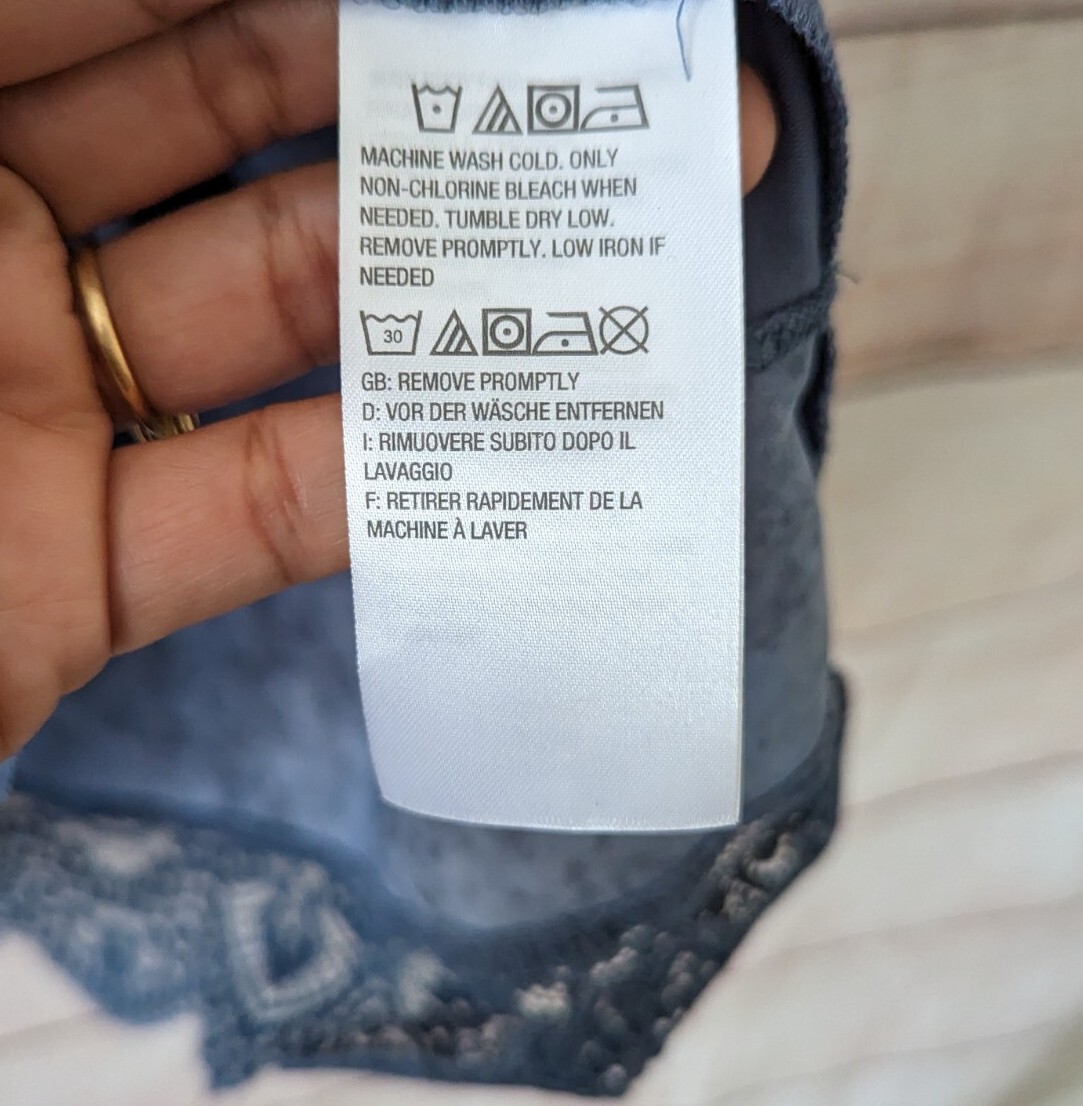 MACHINE WASH COLD. ONLY
NON-CHLORINE BLEACH WHEN
NEEDED. TUMBLE DRY LOW.
REMOVE PROMPTLY. LOW IRON IF
NEEDED
30
GB: REMOVE PROMPTLY
D: VOR DER WÄSCHE ENTFERNEN
I: RIMUOVERE SUBITO DOPO IL
LAVAGGIO
F: RETIRER RAPIDEMENT DE LA
MACHINE À LAVER